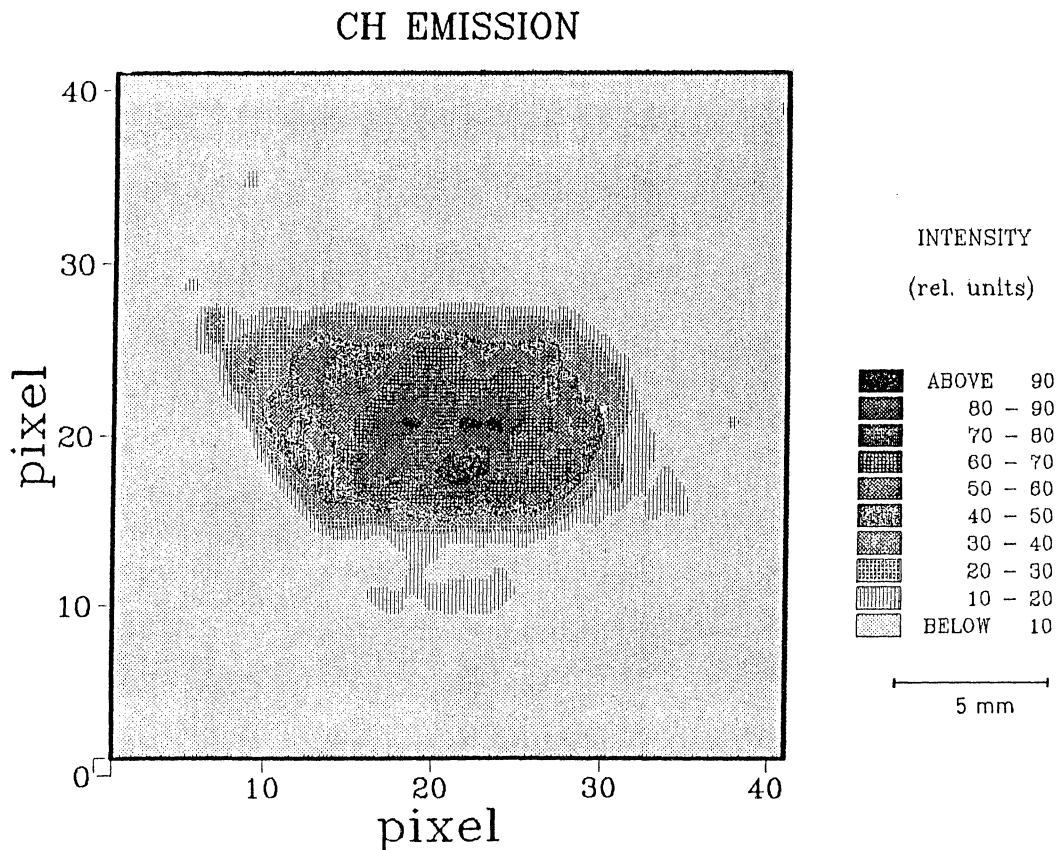 CH EMISSION
40
30
20
10
0
pixel
10 20 30 40
pixel
INTENSITY
(rel. units)
ABOVE 90
80 - 90
70 - 80
60 - 70
50 - 60
40 - 50
30 - 40
20 - 30
10 - 20
BELOW 10
5 mm